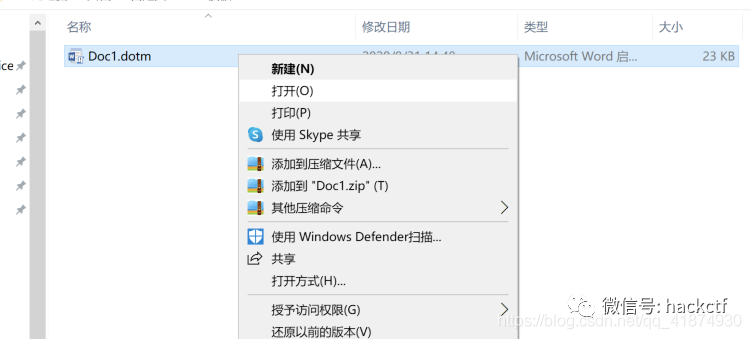 名称
修改日期
类型
大小
ice
Doc1.dotm
Microsoft Word 启...
23 KB
新建(N)
打开(O)
打印(P)
使用 Skype 共享
添加到压缩文件(A)...
添加到 "Doc1.zip" (T)
其他压缩命令
使用 Windows Defender扫描...
共享
打开方式(H)...
授予访问权限(G)
还原以前的版本(V)
微信号: hackctf
https://blog.csdn.net/qq_41874930